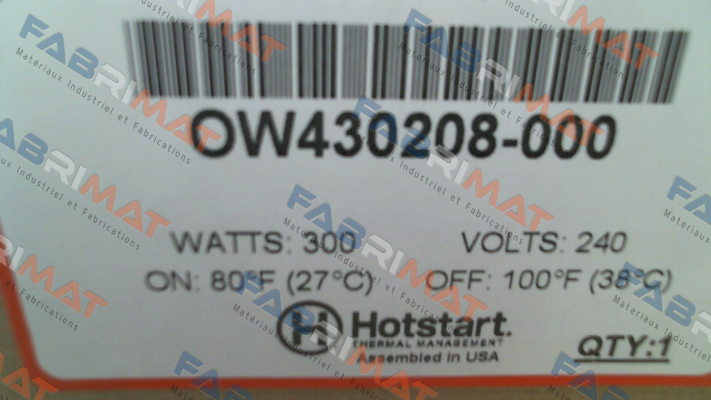 OW430208-000
WATTS: 300 VOLTS: 240
ON: 80°F (27°C) OFF: 100°F (38°C)
H Hotstart.
THERMAL MANAGEMENT
Assembled in USA
QTY:1
FABRIMAT
Matériaux Industriel et Fabrications